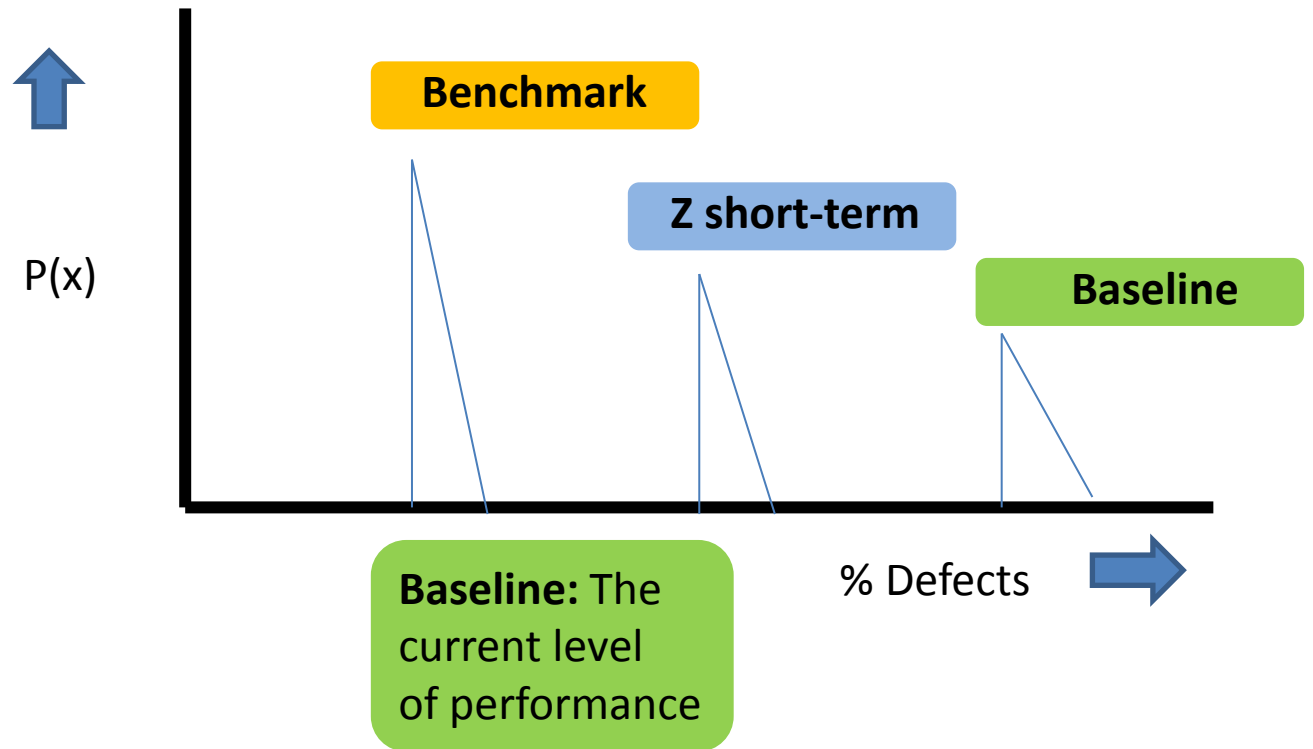 Benchmark
Z short-term
P(x)
Baseline
Baseline: The
current level
of performance
% Defects